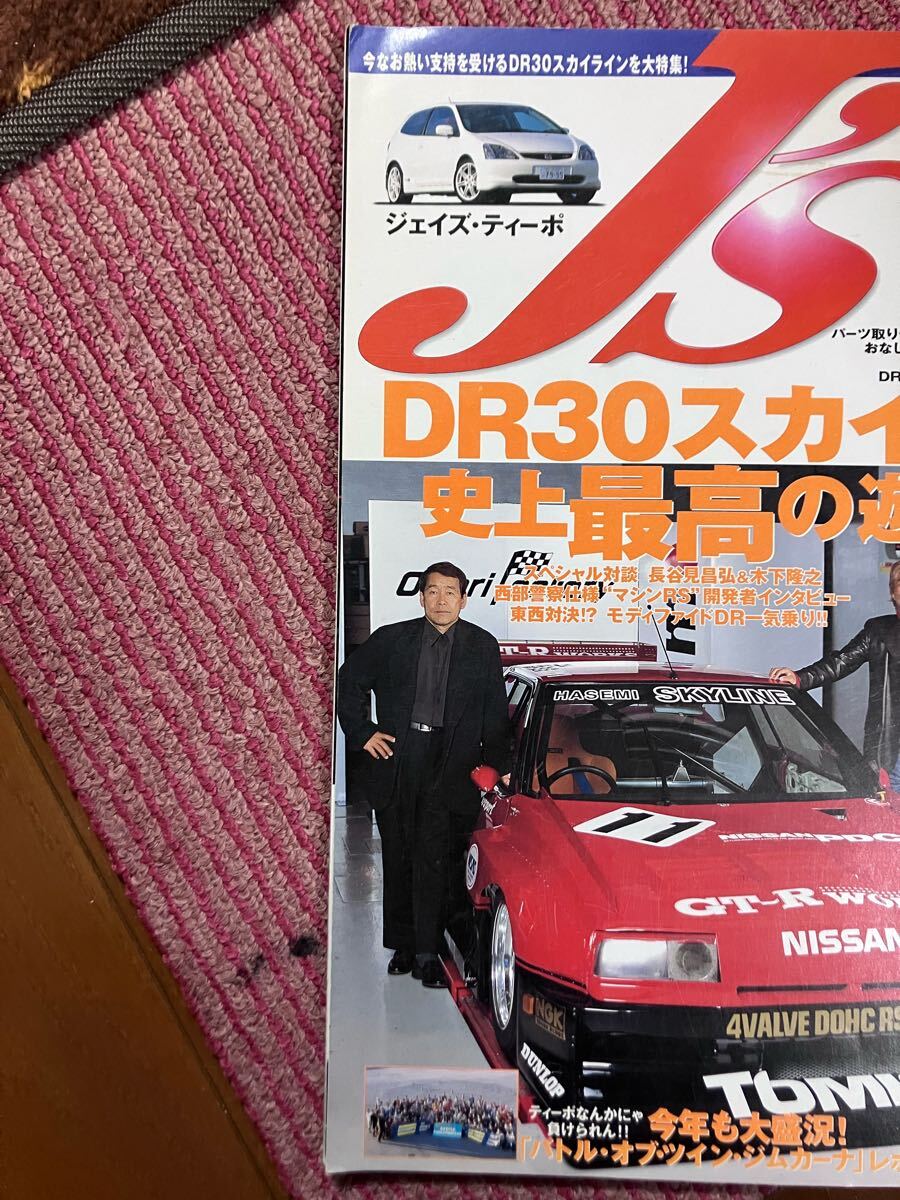 今なお熱い支持を受けるDR30スカイラインを大特集!
J's
ジェイズ・ティーポ
パーツ取り
おなじ
DR
DR30スカイ
史上最高の遊
スペシャル対談 長谷見昌弘&木下隆之
西部警察仕様“マシンRS”開発者インタビュー
東西対決!? モディファイドDR一気乗り!!
GT-R WORKS
HASEMI SKYLINE
11
NISSAN PDC
GT-R WOR
NISSAN
NGK
4VALVE DOHC RS
DUNLOP
TOMI
ティーポなんかにゃ
負けられん!!
今年も大盛況!
「バトル・オブ・ツイン・ジムカーナ」レポ